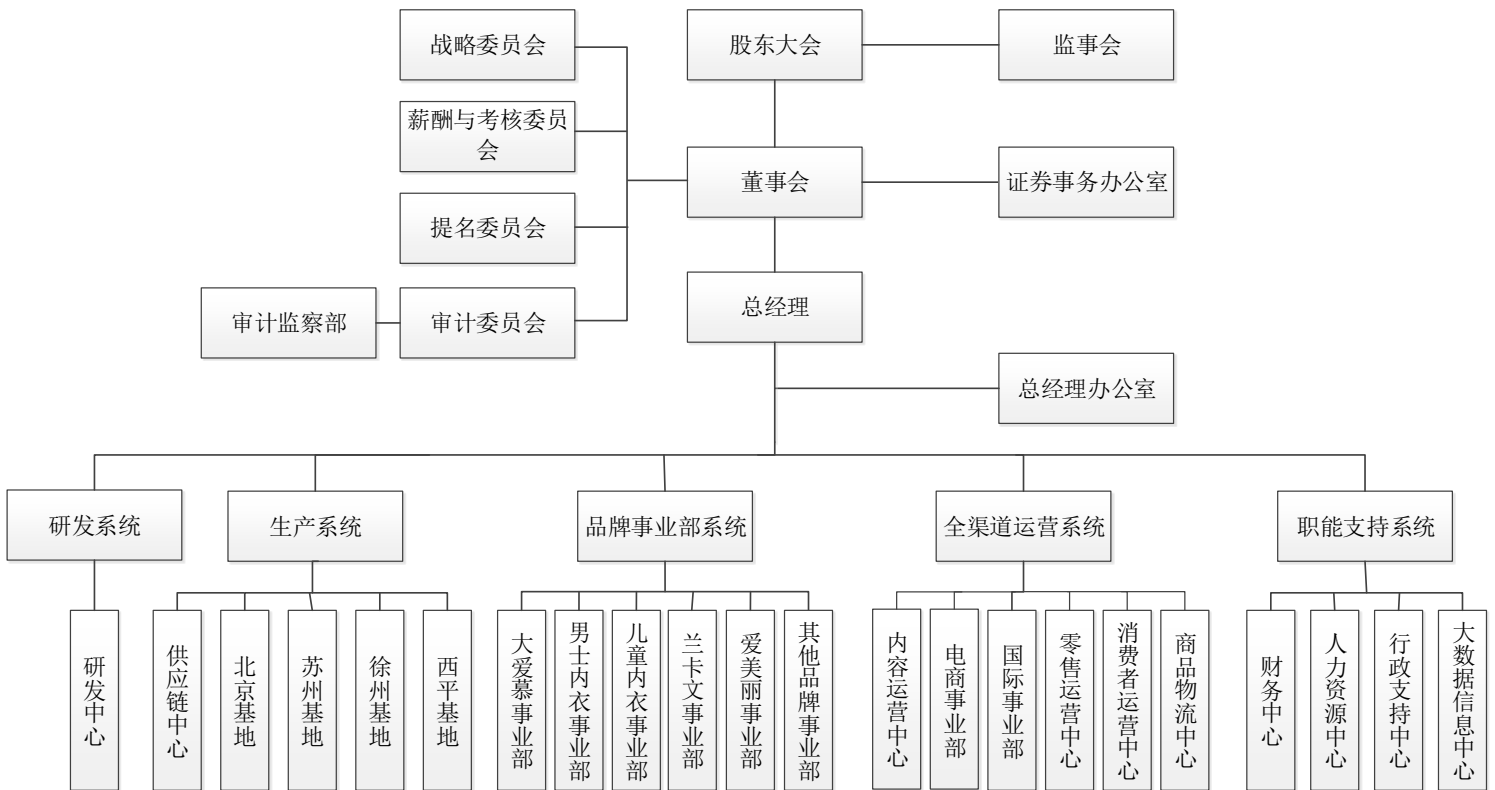 战略委员会
股东大会
监事会
薪酬与考核委员
会
董事会
证券事务办公室
提名委员会
总经理
审计监察部
审计委员会
总经理办公室
研发系统
生产系统
品牌事业部系统
全渠道运营系统
职能支持系统
研发中心
供应链中心
北京基地
苏州基地
徐州基地
西平基地
大爱慕事业部
男士内衣事业部
儿童内衣事业部
兰卡文事业部
爱美丽事业部
其他品牌事业部
内容运营中心
电商事业部
国际事业部
零售运营中心
消费者运营中心
商品物流中心
财务中心
人力资源中心
行政支持中心
大数据信息中心